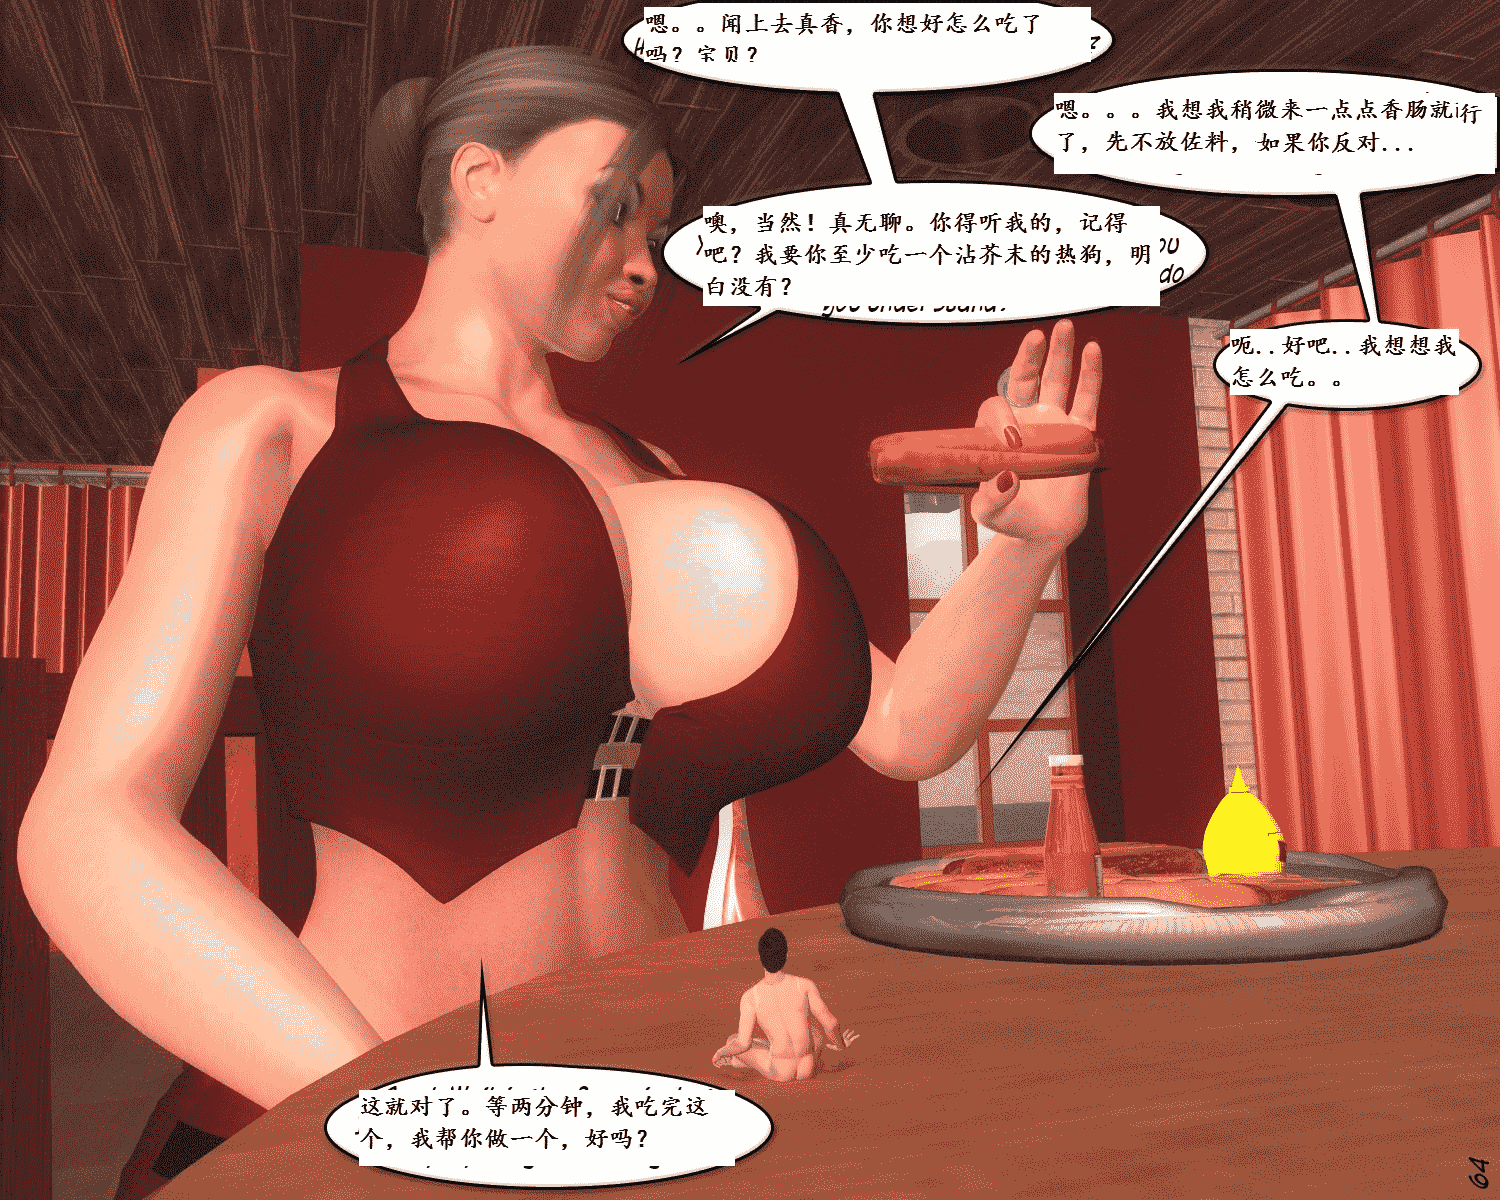 嗯。。闻上去真香，你想好怎么吃了
吗？宝贝？
嗯。。。我想我稍微来一点点香肠就行
了，先不放佐料，如果你反对...
噢，当然！真无聊。你得听我的，记得
吧？我要你至少吃一个沾芥末的热狗，明
白没有？
呃..好吧..我想想我
怎么吃。。
这就对了。等两分钟，我吃完这
个，我帮你做一个，好吗？
64